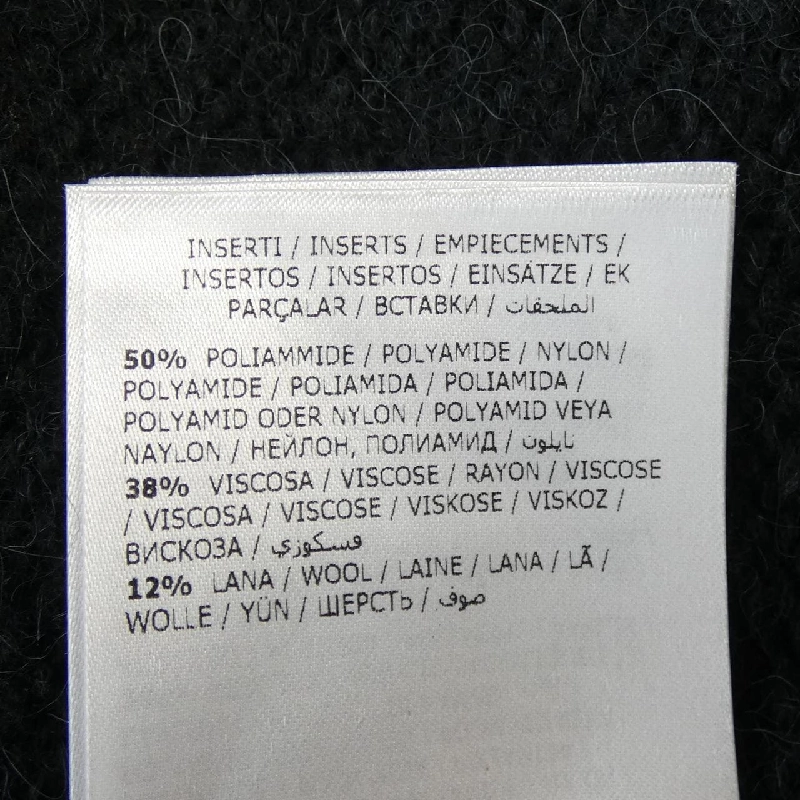 INSERTI / INSERTS / EMPIECEMENTS /
INSERTOS / INSERTOS / EINSÄTZE / EK
PARÇALAR / ВСТАВКИ / الملحقات
50% POLIAMMIDE / POLYAMIDE / NYLON /
POLYAMIDE / POLIAMIDA / POLIAMIDA /
POLYAMID ODER NYLON / POLYAMID VEYA
NAYLON / НЕЙЛОН, ПОЛИАМИД / نايلون
38% VISCOSA / VISCOSE / RAYON / VISCOSE
/ VISCOSA / VISCOSE / VISKOSE / VISKOZ /
ВИСКОЗА / فسكوزي
12% LANA / WOOL / LAINE / LANA / LÃ /
WOLLE / YÜN / ШЕРСТЬ / صوف